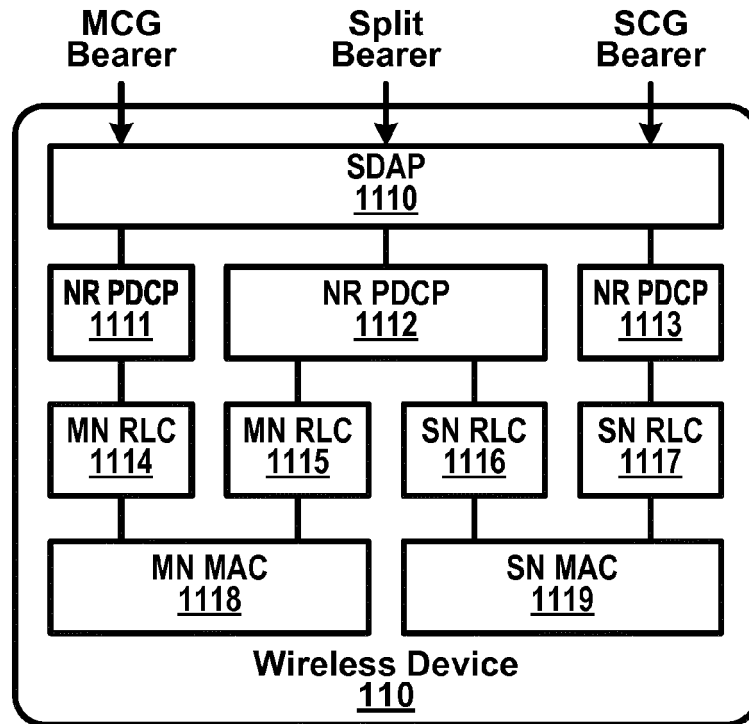 MCG Bearer
Split Bearer
SCG Bearer
SDAP
1110
NR PDCP
1111
NR PDCP
1112
NR PDCP
1113
MN RLC
1114
MN RLC
1115
SN RLC
1116
SN RLC
1117
MN MAC
1118
SN MAC
1119
Wireless Device
110